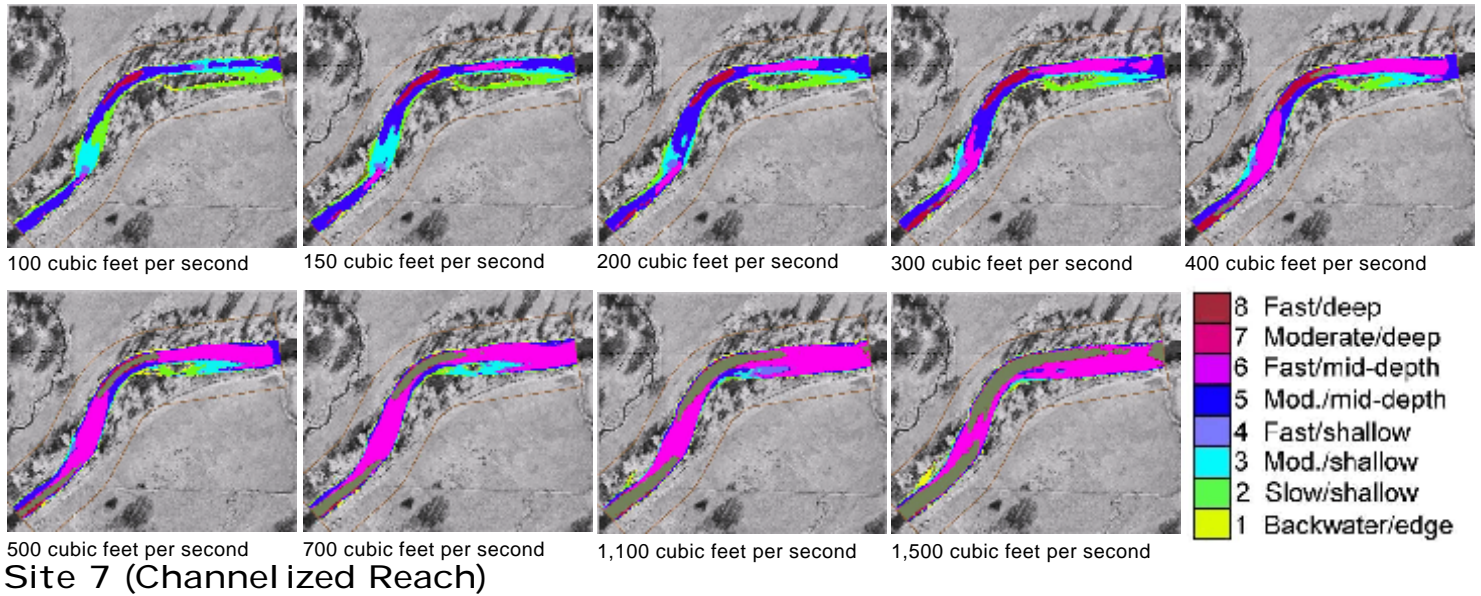 100 cubic feet per second
150 cubic feet per second
200 cubic feet per second
300 cubic feet per second
400 cubic feet per second
500 cubic feet per second
700 cubic feet per second
1,100 cubic feet per second
1,500 cubic feet per second
8 Fast/deep
7 Moderate/deep
6 Fast/mid-depth
5 Mod./mid-depth
4 Fast/shallow
3 Mod./shallow
2 Slow/shallow
1 Backwater/edge
Site 7 (Channelized Reach)